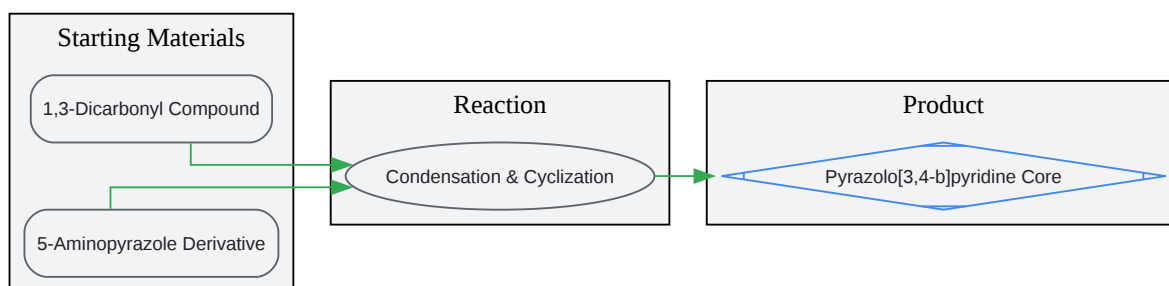 Starting Materials
1,3-Dicarbonyl Compound
5-Aminopyrazole Derivative
Reaction
Condensation & Cyclization
Product
Pyrazolo[3,4-b]pyridine Core